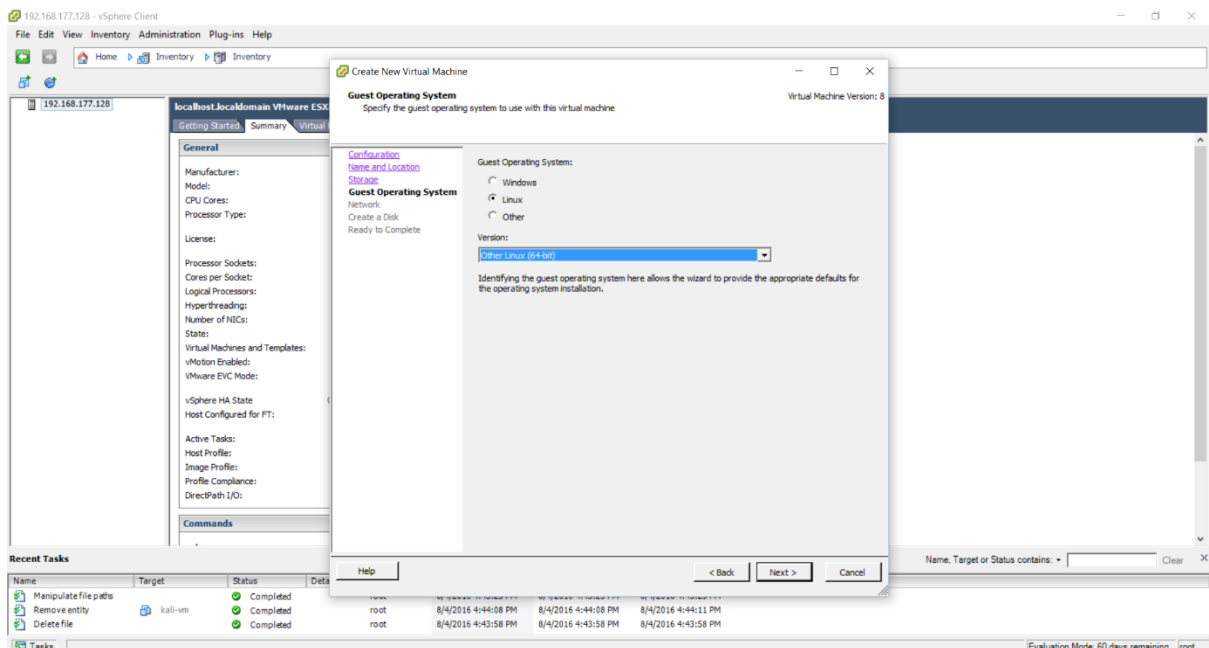 192.168.177.128 - vSphere Client
File Edit View Inventory Administration Plug-ins Help
Home Inventory Inventory
192.168.177.128
localhost.localdomain VMware ESX
Getting Started Summary Virtual
General
Manufacturer:
Model:
CPU Cores:
Processor Type:
License:
Processor Sockets:
Cores per Socket:
Logical Processors:
Hyperthreading:
Number of NICs:
State:
Virtual Machines and Templates:
vMotion Enabled:
VMware EVC Mode:
vSphere HA State
Host Configured for FT:
Active Tasks:
Host Profile:
Image Profile:
Profile Compliance:
DirectPath I/O:
Commands
Create New Virtual Machine
Guest Operating System
Virtual Machine Version: 8
Specify the guest operating system to use with this virtual machine
Configuration
Name and Location
Storage
Guest Operating System
Network
Create a Disk
Ready to Complete
Guest Operating System:
Windows
Linux
Other
Version:
Other Linux (64-bit)
Identifying the guest operating system here allows the wizard to provide the appropriate defaults for
the operating system installation.
Help < Back Next > Cancel
Recent Tasks
Name, Target or Status contains: Clear
Name Target Status Deta
Manipulate file paths Completed
Remove entity kali-vm Completed root 8/4/2016 4:44:08 PM 8/4/2016 4:44:08 PM 8/4/2016 4:44:11 PM
Delete file Completed root 8/4/2016 4:43:58 PM 8/4/2016 4:43:58 PM 8/4/2016 4:43:58 PM
Tasks Evaluation Mode: 60 days remaining root